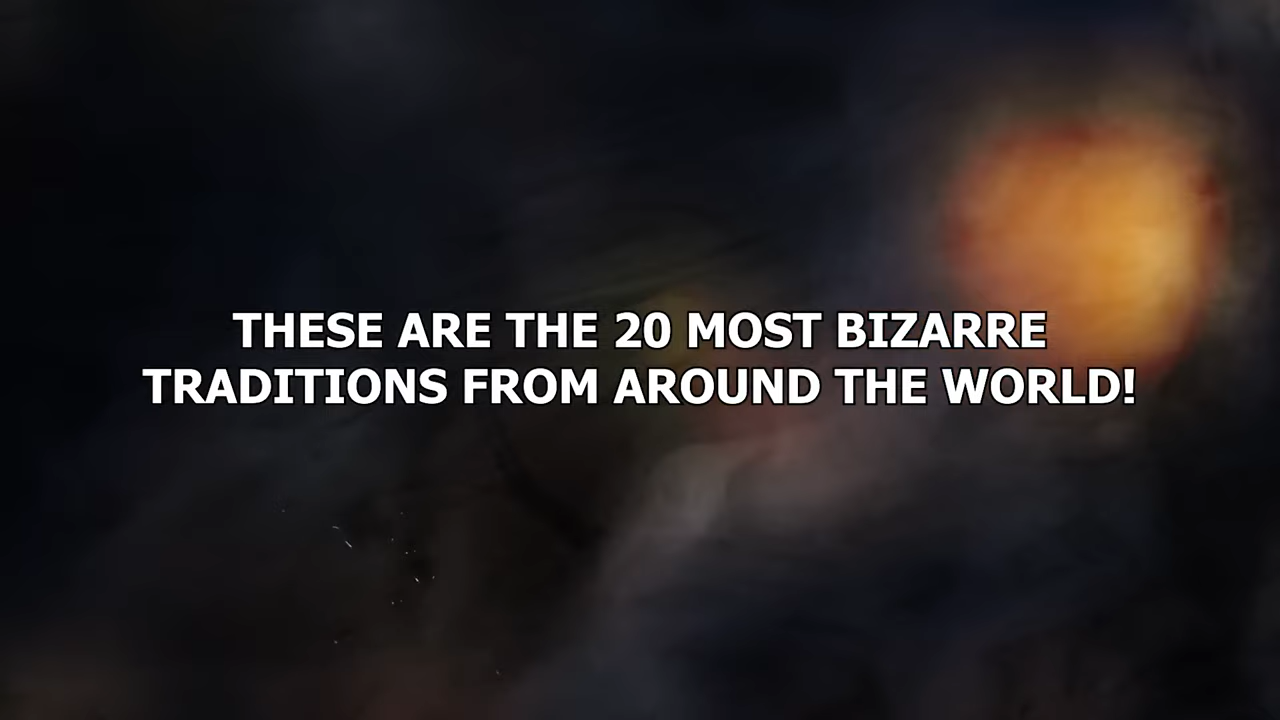 THESE ARE THE 20 MOST BIZARRE
TRADITIONS FROM AROUND THE WORLD!